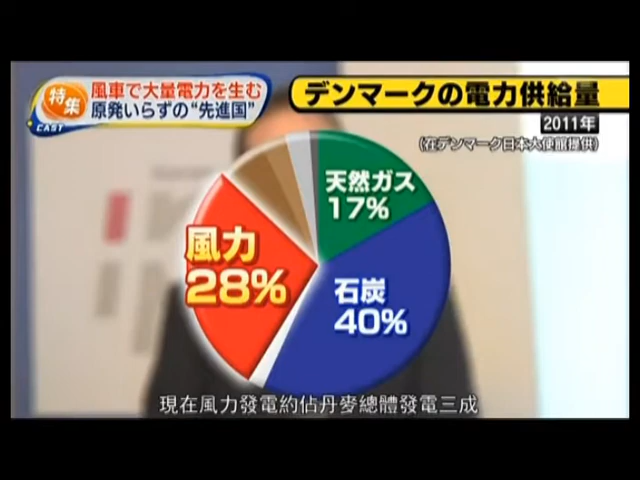 特集
CAST
風車で大量電力を生む
原発いらずの“先進国”
デンマークの電力供給量
2011年
(在デンマーク日本大使館提供)
天然ガス
17%
風力
28%
石炭
40%
現在風力發電約佔丹麥總體發電三成